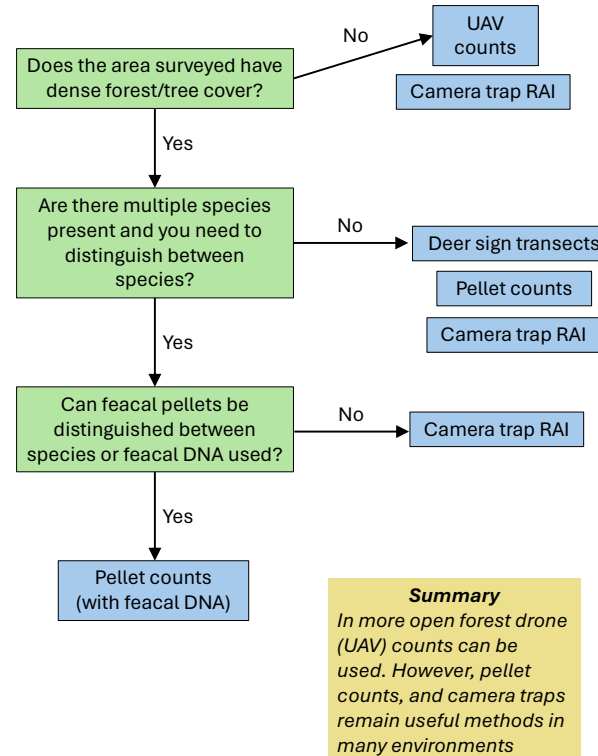 No
UAV
counts
Does the area surveyed have
dense forest/tree cover?
Camera trap RAI
Yes
Are there multiple species
present and you need to
distinguish between
species?
No
Deer sign transects
Pellet counts
Camera trap RAI
Yes
Can feacal pellets be
distinguished between
species or feacal DNA used?
No
Camera trap RAI
Yes
Pellet counts
(with feacal DNA)
Summary
In more open forest drone
(UAV) counts can be
used. However, pellet
counts, and camera traps
remain useful methods in
many environments